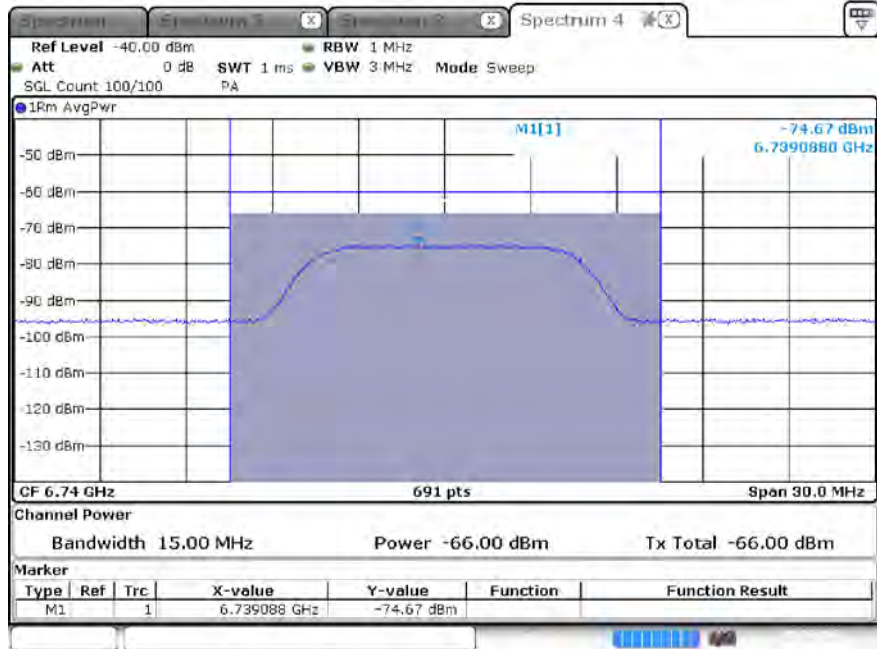 Spectrum
Spectrum 3
Spectrum 2
Spectrum 4
Ref Level -40.00 dBm RBW 1 MHz
Att 0 dB SWT 1 ms VBW 3 MHz Mode Sweep
SGL Count 100/100 PA
1Rm AvgPwr
M1[1] -74.67 dBm
6.7390880 GHz
-50 dBm
-60 dBm
-70 dBm
-80 dBm
-90 dBm
-100 dBm
-110 dBm
-120 dBm
-130 dBm
CF 6.74 GHz 691 pts Span 30.0 MHz
Channel Power
Bandwidth 15.00 MHz Power -66.00 dBm Tx Total -66.00 dBm
Marker
Type Ref Trc X-value Y-value Function Function Result
M1 1 6.739088 GHz -74.67 dBm